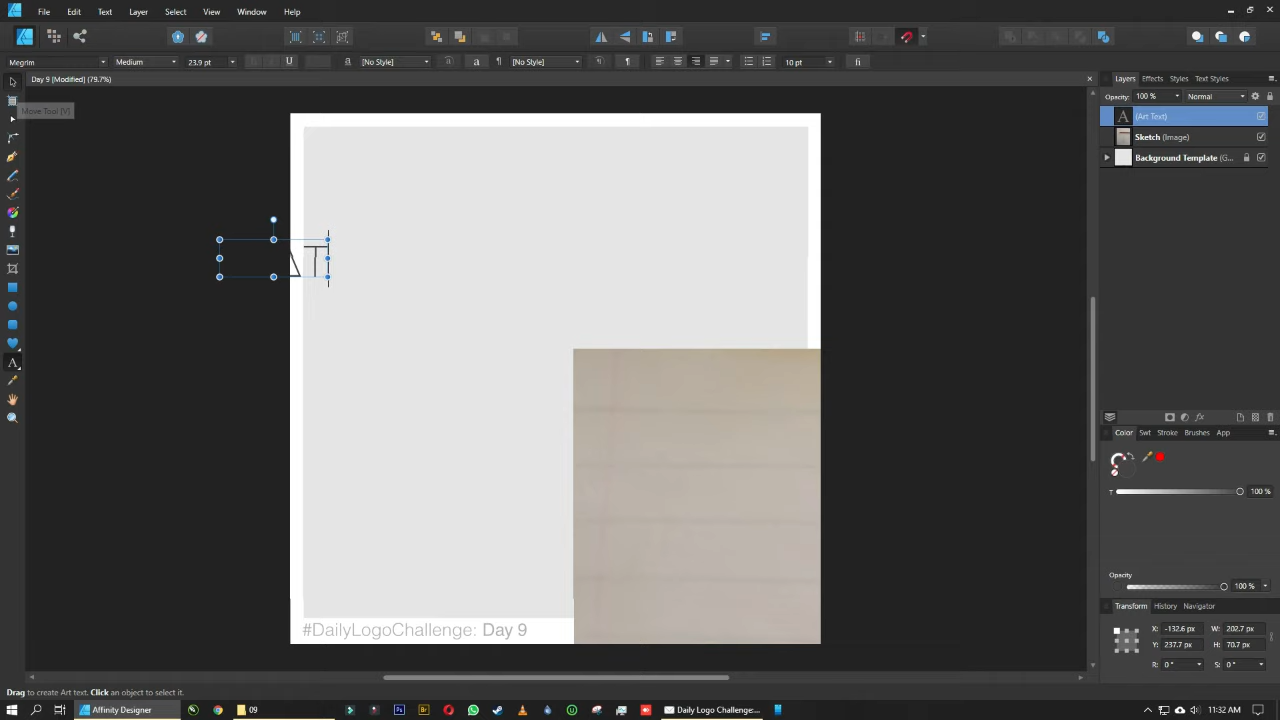 File Edit Text Layer Select View Window Help
Megrim Medium 23.9 pt U a [No Style] a ¶ [No Style] ¶ 10 pt fi
Day 9 [Modified] (79.7%)
Move Tool [V]
T
#DailyLogoChallenge: Day 9
Layers Effects Styles Text Styles
Opacity: 100 % Normal
A (Art Text)
Sketch (Image)
Background Template (G...
Color Swt Stroke Brushes App
T 100 %
Opacity
100 %
Transform History Navigator
X: -132.6 px W: 202.7 px
Y: 237.7 px H: 70.7 px
R: 0 ° S: 0 °
Drag to create Art text. Click an object to select it.
Affinity Designer 09 Ps Br Daily Logo Challenge:... 11:32 AM